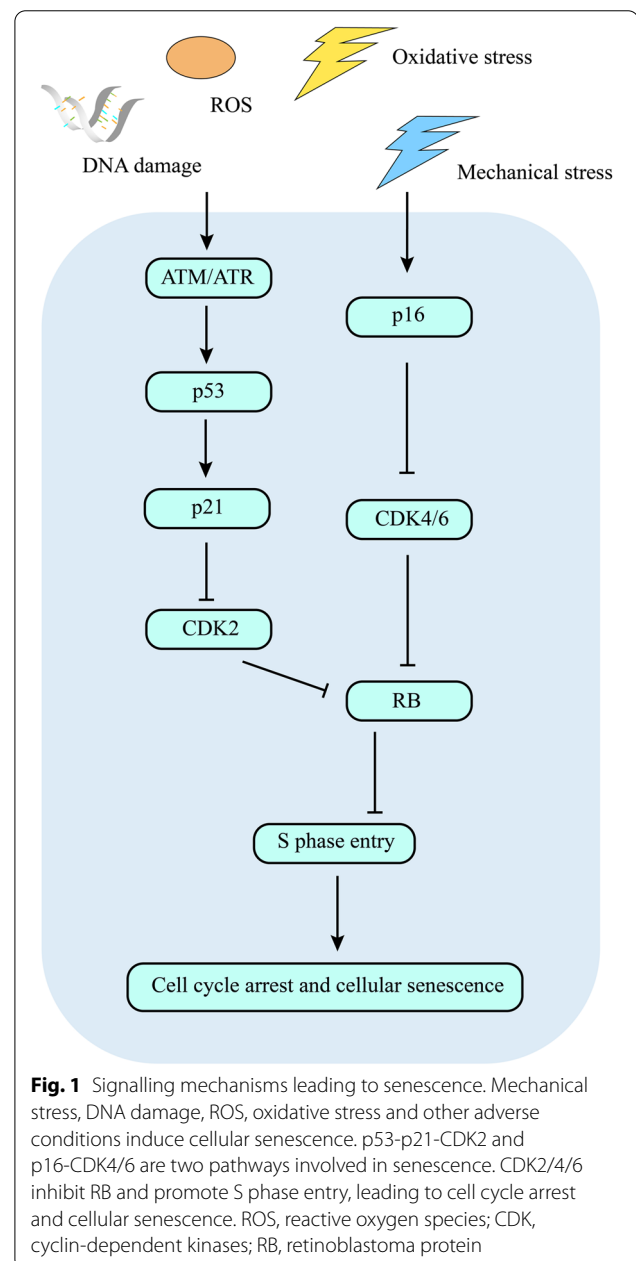 Oxidative stress
ROS
DNA damage
Mechanical stress
ATM/ATR
p16
p53
p21
CDK4/6
CDK2
RB
S phase entry
Cell cycle arrest and cellular senescence
Fig. 1 Signalling mechanisms leading to senescence. Mechanical
stress, DNA damage, ROS, oxidative stress and other adverse
conditions induce cellular senescence. p53-p21-CDK2 and
p16-CDK4/6 are two pathways involved in senescence. CDK2/4/6
inhibit RB and promote S phase entry, leading to cell cycle arrest
and cellular senescence. ROS, reactive oxygen species; CDK,
cyclin-dependent kinases; RB, retinoblastoma protein